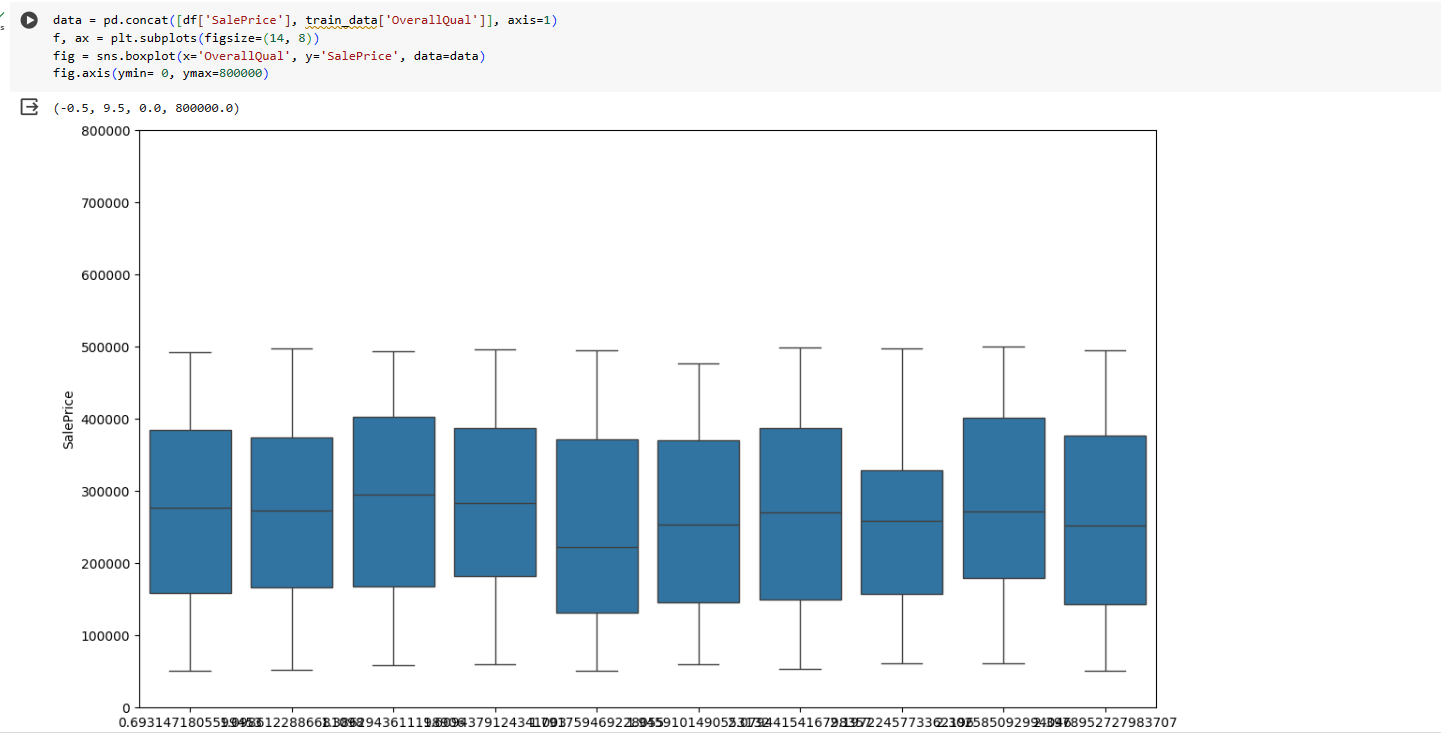 data = pd.concat([df['SalePrice'], train_data['OverallQual']], axis=1)
f, ax = plt.subplots(figsize=(14, 8))
fig = sns.boxplot(x='OverallQual', y='SalePrice', data=data)
fig.axis(ymin= 0, ymax=800000)
(-0.5, 9.5, 0.0, 800000.0)
800000
700000
600000
500000
400000
300000
200000
100000
0
SalePrice